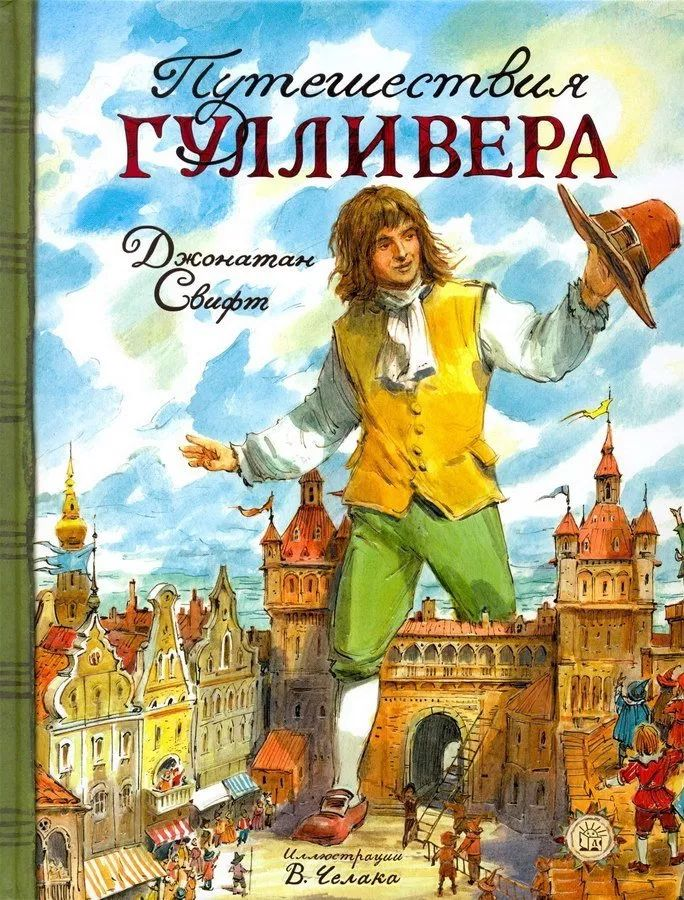 Путешествия
ГУЛЛИВЕРА
Джонатан
Свифт
Иллюстрации
В. Челака